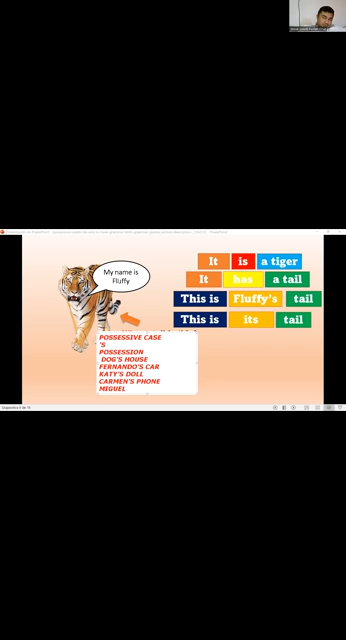 My name is
Fluffy
It is a tiger
It has a tail
This is Fluffy's tail
This is its tail
POSSESSIVE CASE
'S
POSSESSION
DOG'S HOUSE
FERNANDO'S CAR
KATY'S DOLL
CARMEN'S PHONE
MIGUEL